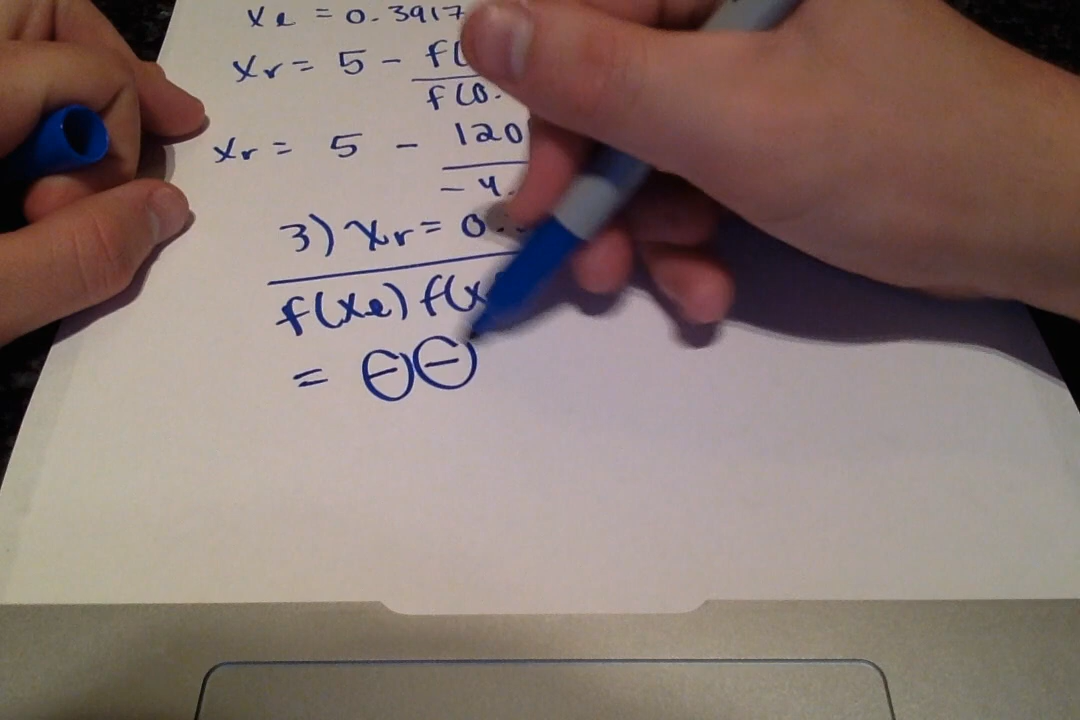 xℓ = 0.3917
xr = 5 - f(
f(0.
xr = 5 - 120
- 4.
3) xr = 0..
f(xℓ) f(x
= ⊖⊖